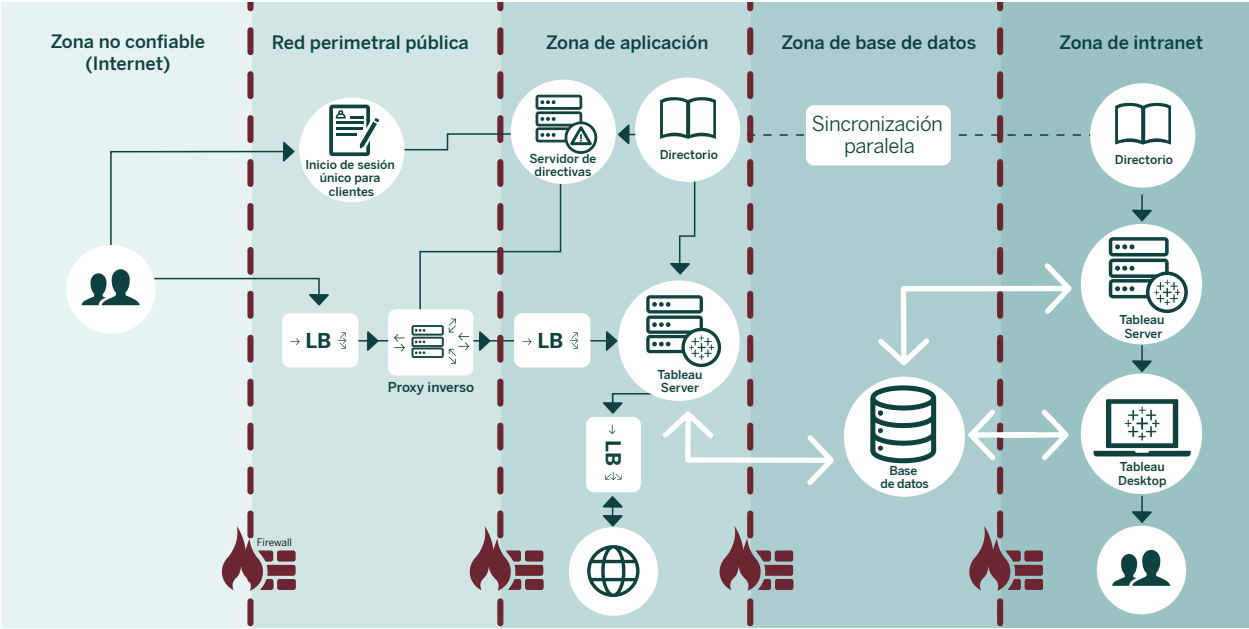 Zona no confiable
(Internet)
Red perimetral pública
Zona de aplicación
Zona de base de datos
Zona de intranet
Inicio de sesión
único para
clientes
Servidor de
directivas
Directorio
Sincronización
paralela
Directorio
LB
Proxy inverso
LB
Tableau
Server
Tableau
Server
LB
Base
de datos
Tableau
Desktop
Firewall